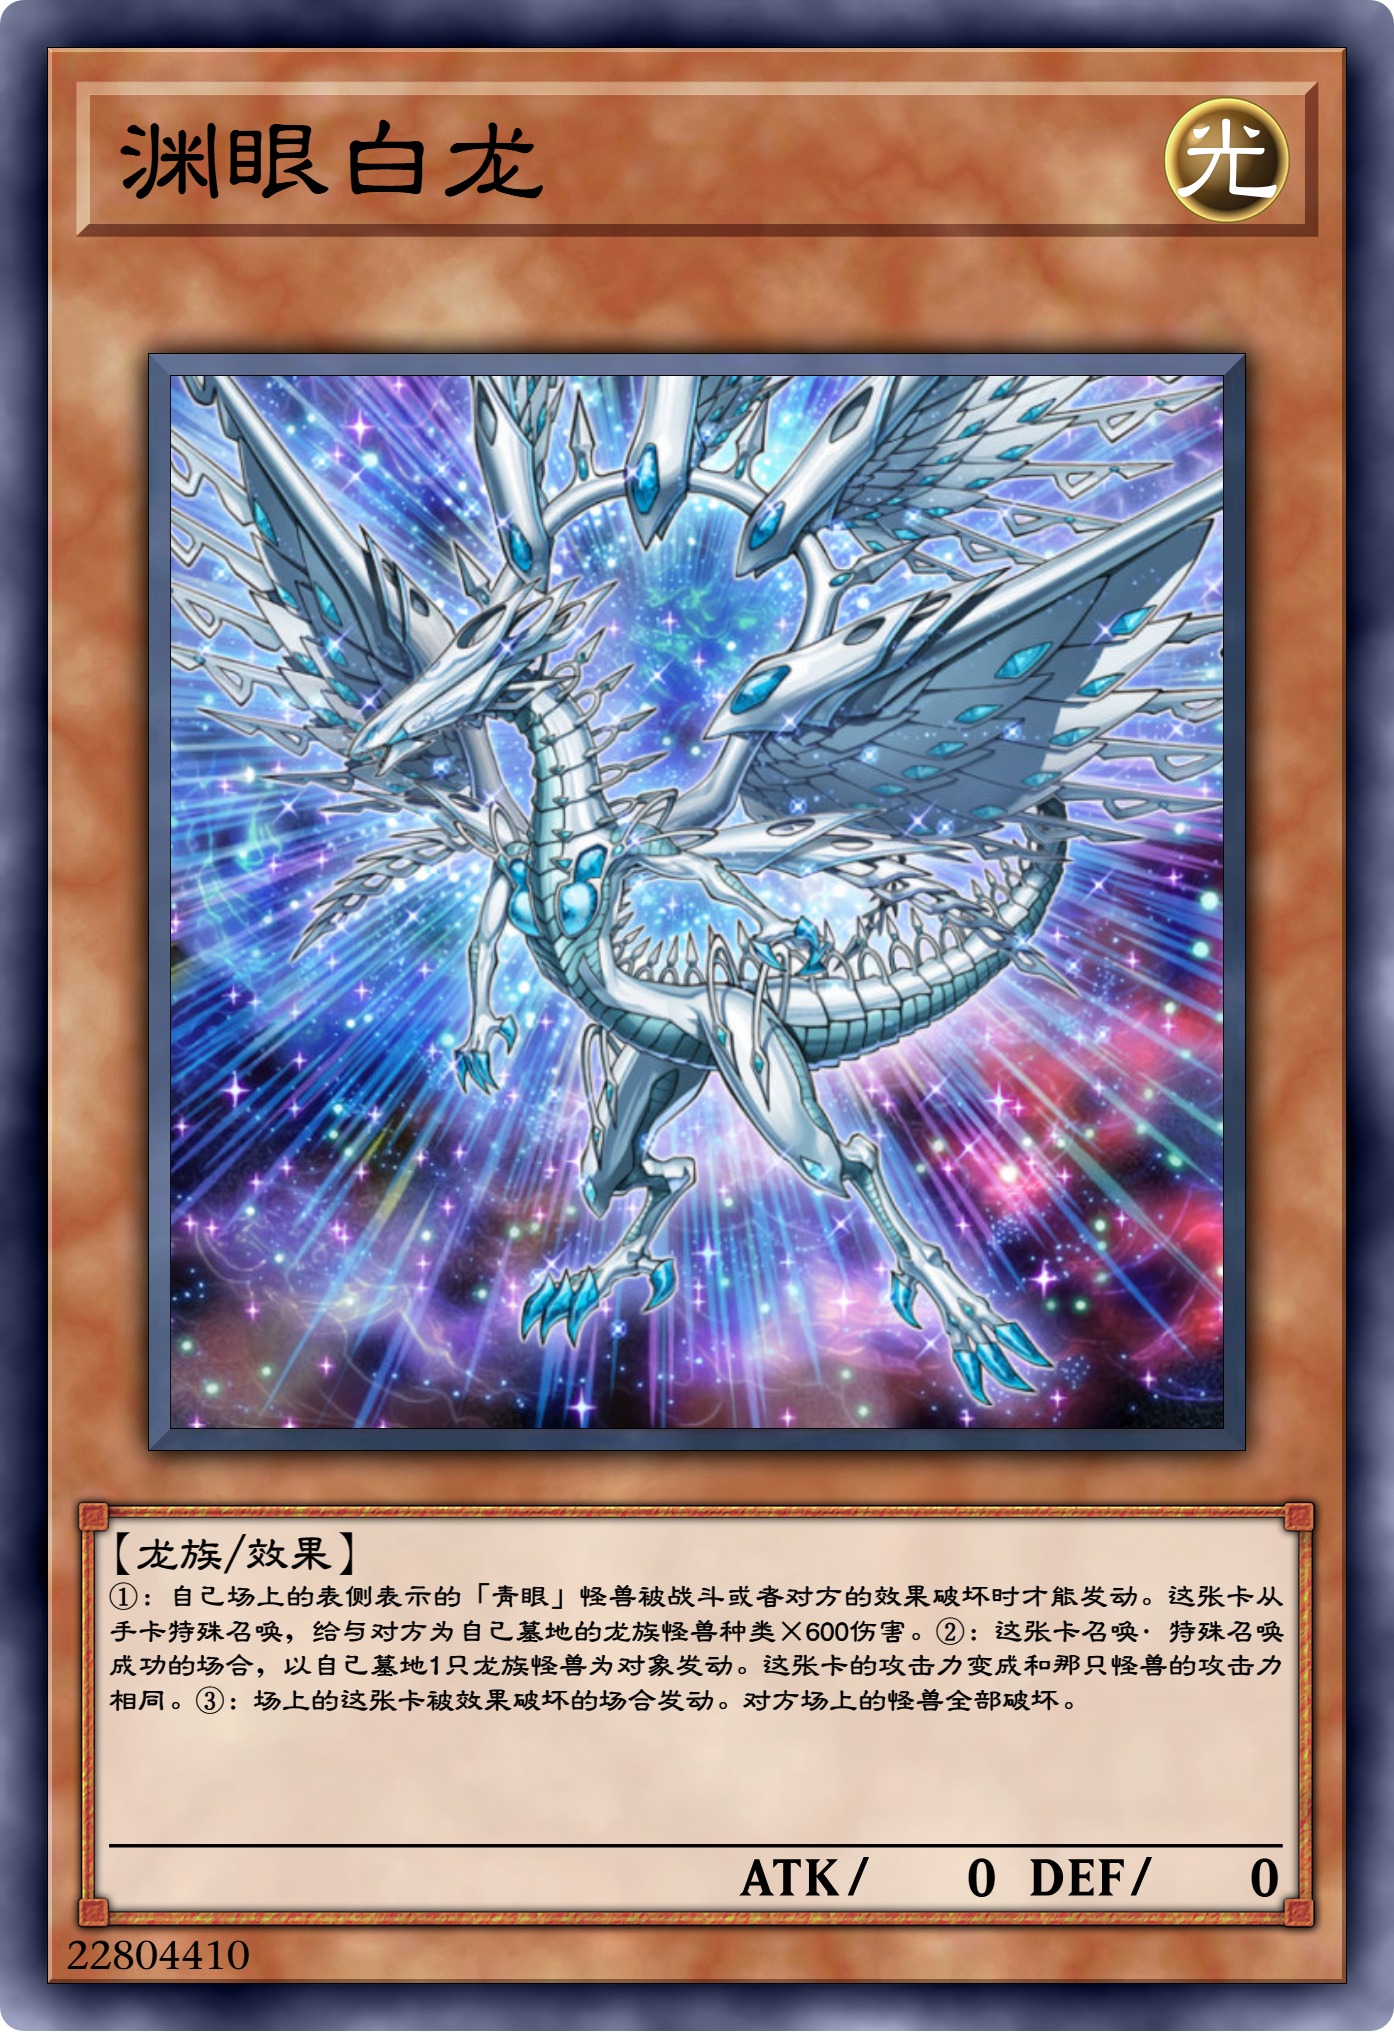 渊眼白龙
光
【龙族/效果】
①：自己场上的表侧表示的「青眼」怪兽被战斗或者对方的效果破坏时才能发动。这张卡从
手卡特殊召唤，给与对方为自己墓地的龙族怪兽种类×600伤害。②：这张卡召唤·特殊召唤
成功的场合，以自己墓地1只龙族怪兽为对象发动。这张卡的攻击力变成和那只怪兽的攻击力
相同。③：场上的这张卡被效果破坏的场合发动。对方场上的怪兽全部破坏。
ATK/ 0 DEF/ 0
22804410